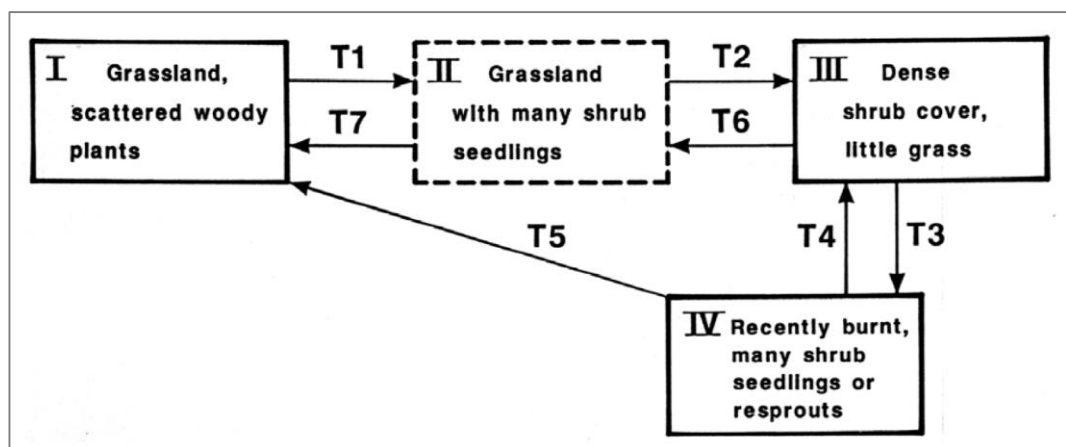 I Grassland,
scattered woody
plants
T1
T7
II Grassland
with many shrub
seedlings
T2
T6
III Dense
shrub cover,
little grass
T5
T4
T3
IV Recently burnt,
many shrub
seedlings or
resprouts